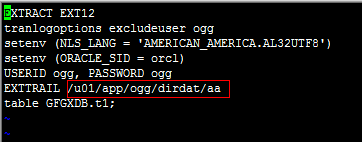 EXTRACT EXT12
tranlogoptions excludeuser ogg
setenv (NLS_LANG = 'AMERICAN_AMERICA.AL32UTF8')
setenv (ORACLE_SID = orcl)
USERID ogg, PASSWORD ogg
EXTTRAIL /u01/app/ogg/dirdat/aa
table GFGXDB.t1;
~
~